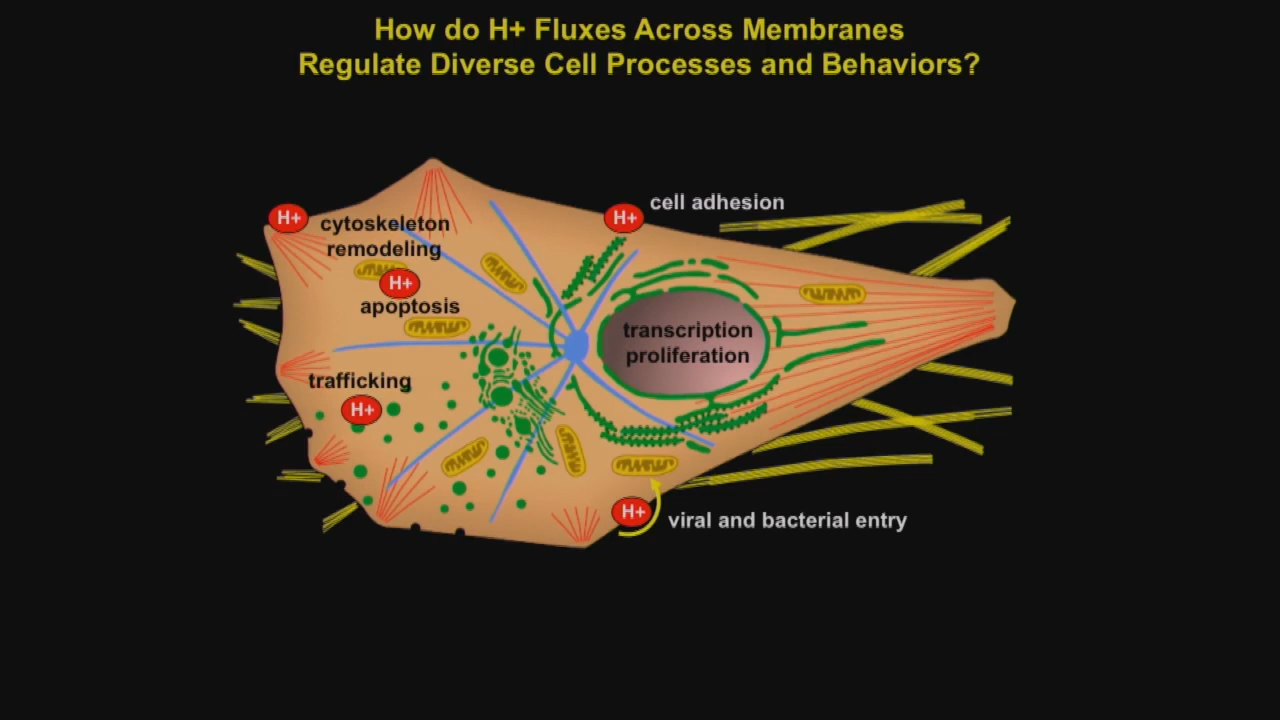 How do H+ Fluxes Across Membranes
Regulate Diverse Cell Processes and Behaviors?
H+
cytoskeleton
remodeling
H+
apoptosis
H+
cell adhesion
transcription
proliferation
trafficking
H+
H+
viral and bacterial entry